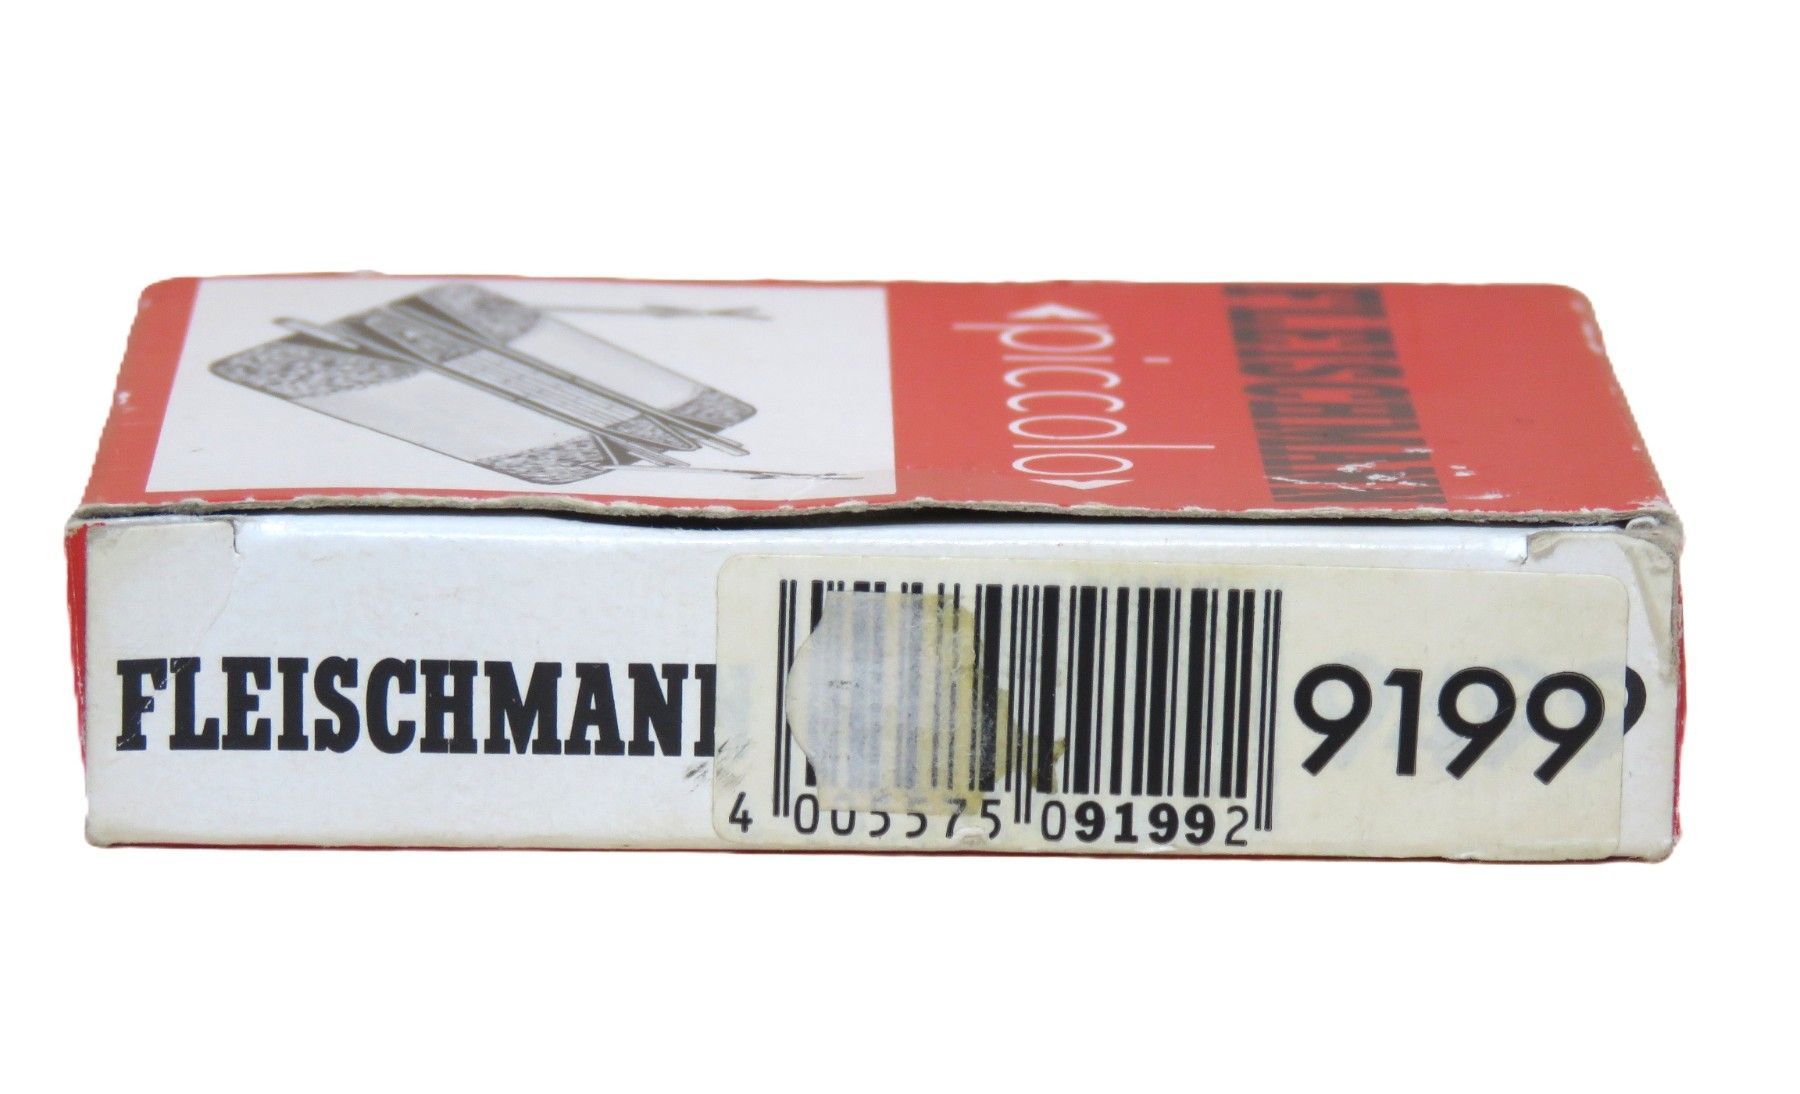 FLEISCHMANN
piccolo
FLEISCHMANN
9199
4 005575 091992